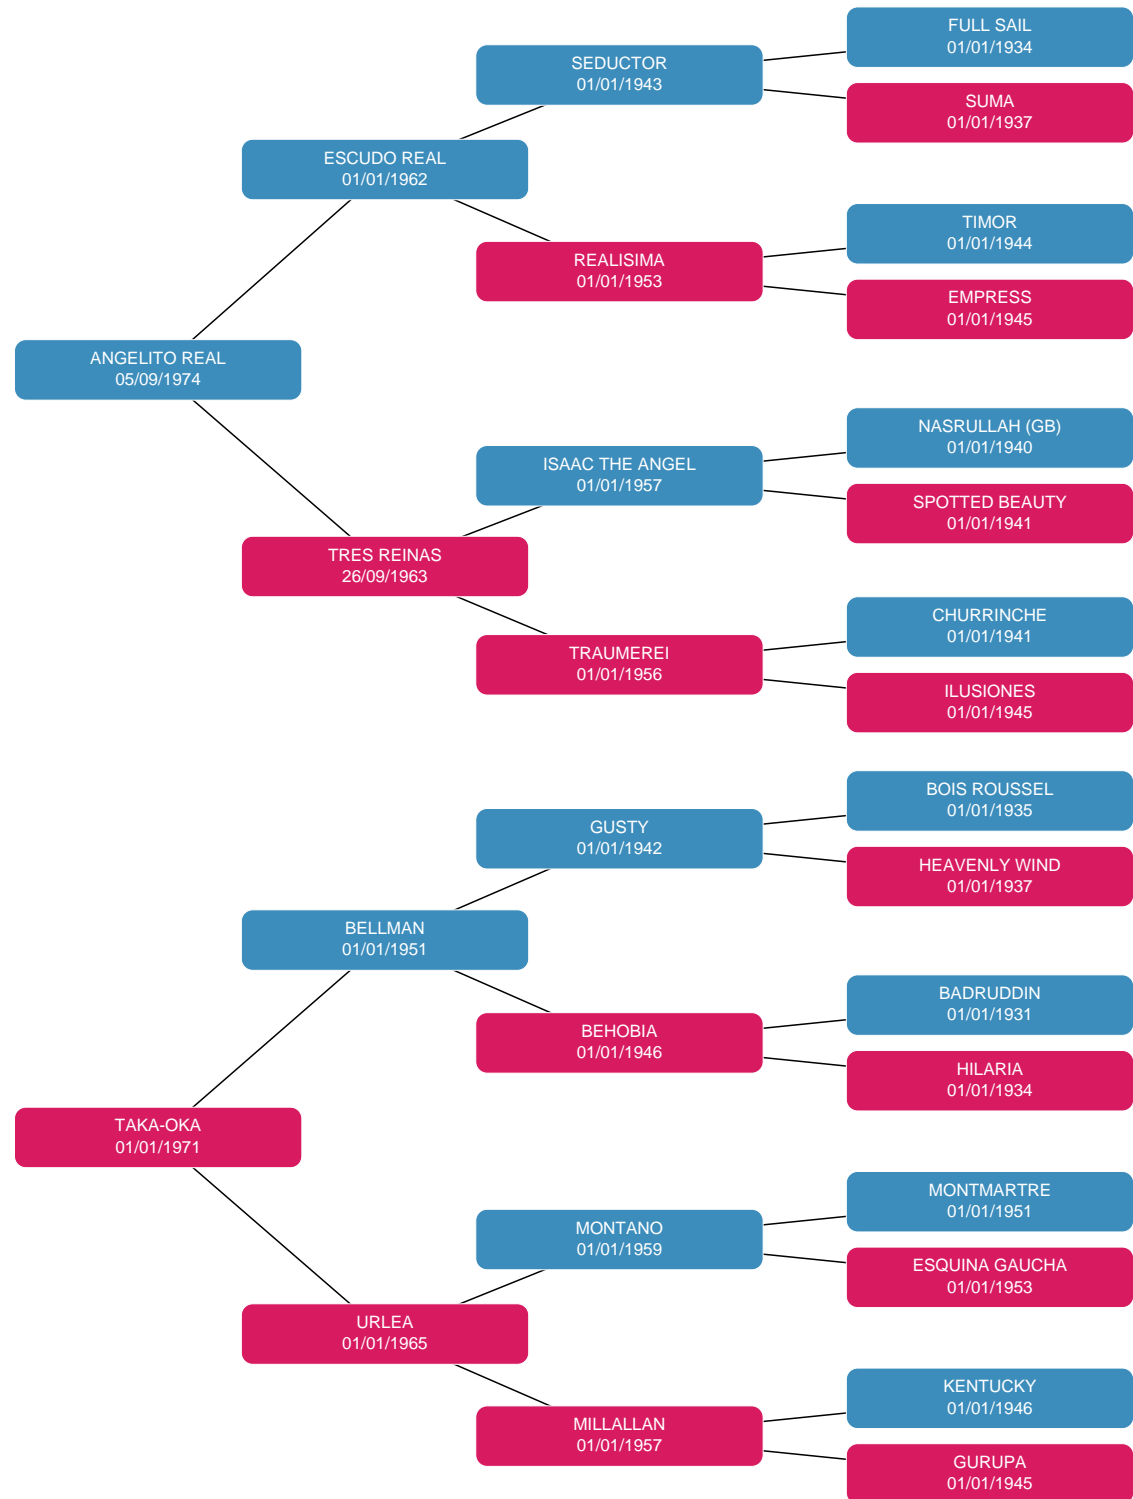 FULL SAIL
01/01/1934
SEDUCTOR
01/01/1943
SUMA
01/01/1937
ESCUDO REAL
01/01/1962
TIMOR
01/01/1944
REALISIMA
01/01/1953
EMPRESS
01/01/1945
ANGELITO REAL
05/09/1974
NASRULLAH (GB)
01/01/1940
ISAAC THE ANGEL
01/01/1957
SPOTTED BEAUTY
01/01/1941
TRES REINAS
26/09/1963
CHURRINCHE
01/01/1941
TRAUMEREI
01/01/1956
ILUSIONES
01/01/1945
BOIS ROUSSEL
01/01/1935
GUSTY
01/01/1942
HEAVENLY WIND
01/01/1937
BELLMAN
01/01/1951
BADRUDDIN
01/01/1931
BEHOBIA
01/01/1946
HILARIA
01/01/1934
TAKA-OKA
01/01/1971
MONTMARTRE
01/01/1951
MONTANO
01/01/1959
ESQUINA GAUCHA
01/01/1953
URLEA
01/01/1965
KENTUCKY
01/01/1946
MILLALLAN
01/01/1957
GURUPA
01/01/1945